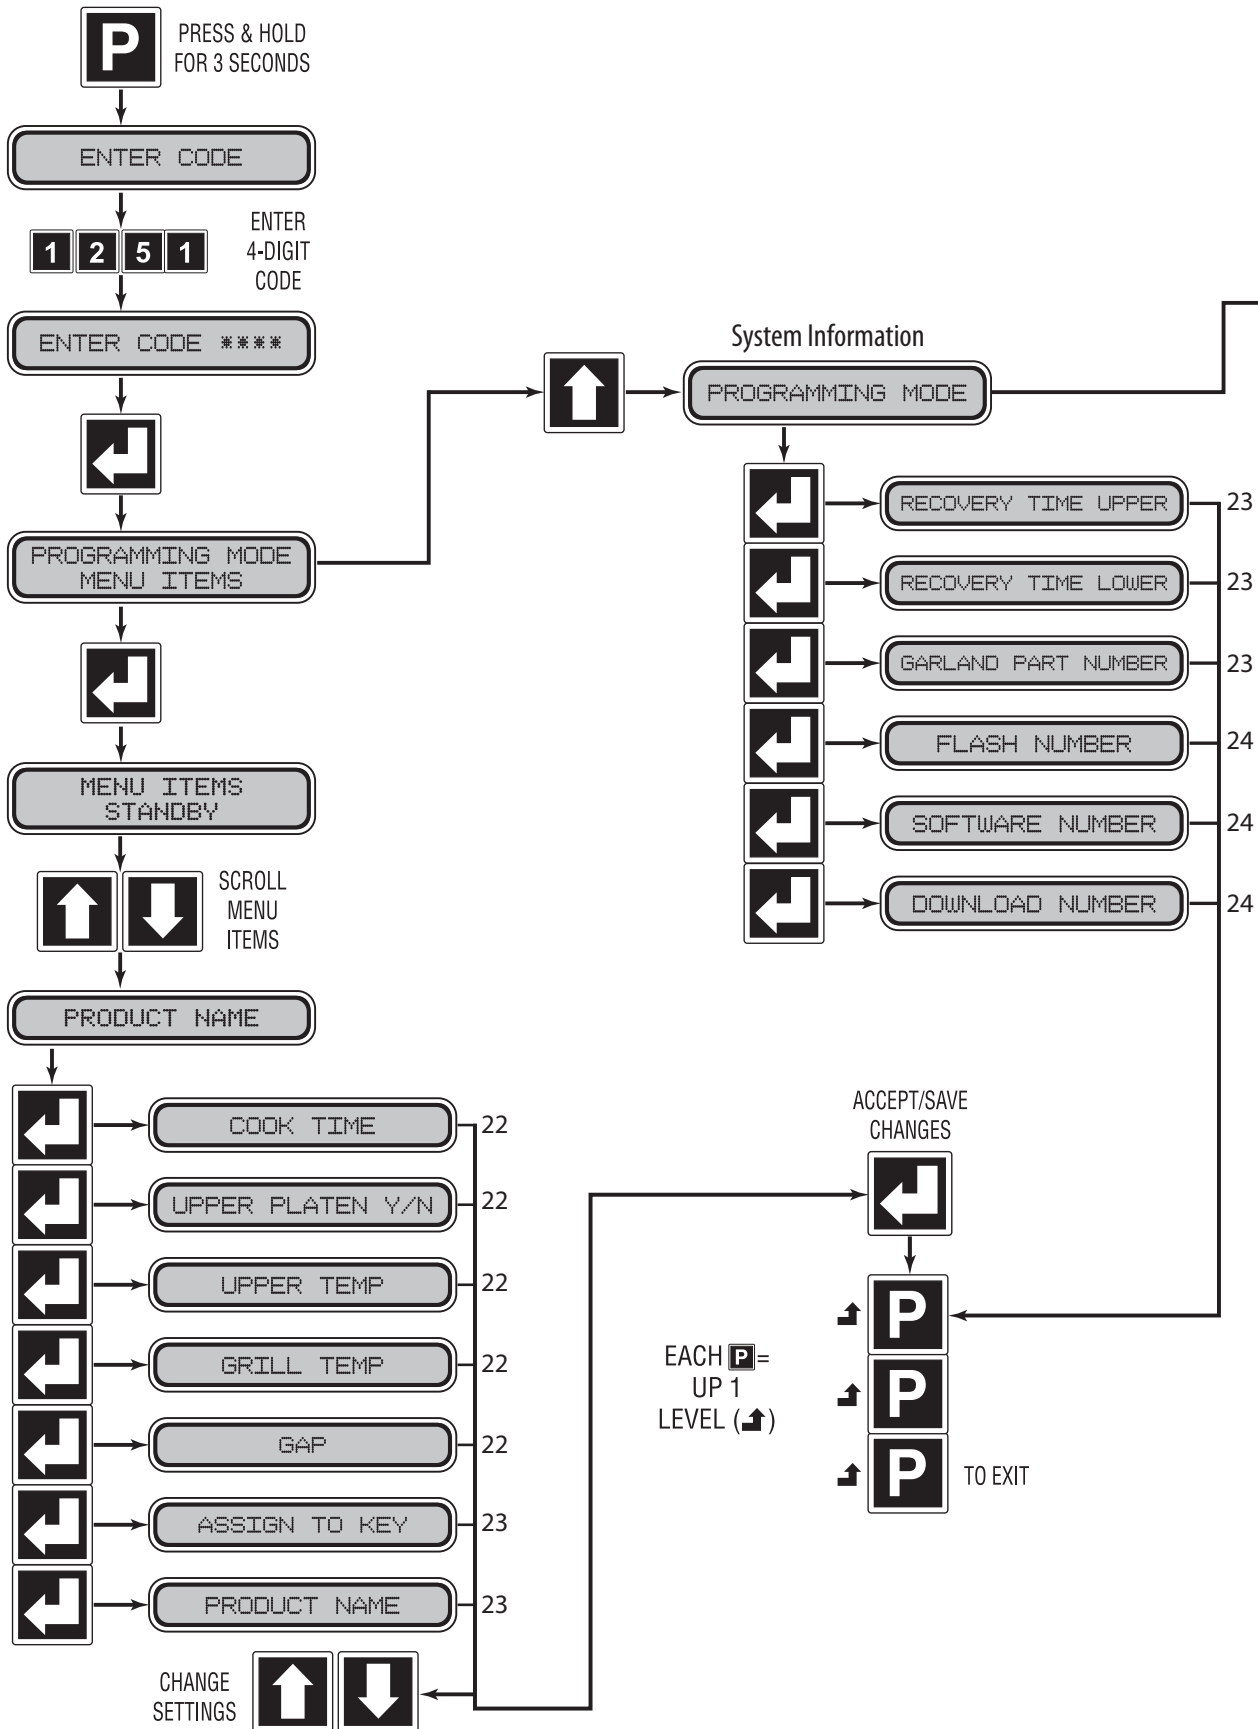 P
PRESS & HOLD
FOR 3 SECONDS
ENTER CODE
1 2 5 1
ENTER
4-DIGIT
CODE
ENTER CODE ****
PROGRAMMING MODE
MENU ITEMS
MENU ITEMS
STANDBY
SCROLL
MENU
ITEMS
PRODUCT NAME
COOK TIME 22
UPPER PLATEN Y/N 22
UPPER TEMP 22
GRILL TEMP 22
GAP 22
ASSIGN TO KEY 23
PRODUCT NAME 23
CHANGE
SETTINGS
System Information
PROGRAMMING MODE
RECOVERY TIME UPPER 23
RECOVERY TIME LOWER 23
GARLAND PART NUMBER 23
FLASH NUMBER 24
SOFTWARE NUMBER 24
DOWNLOAD NUMBER 24
ACCEPT/SAVE
CHANGES
P
P
P TO EXIT
EACH P =
UP 1
LEVEL ( )